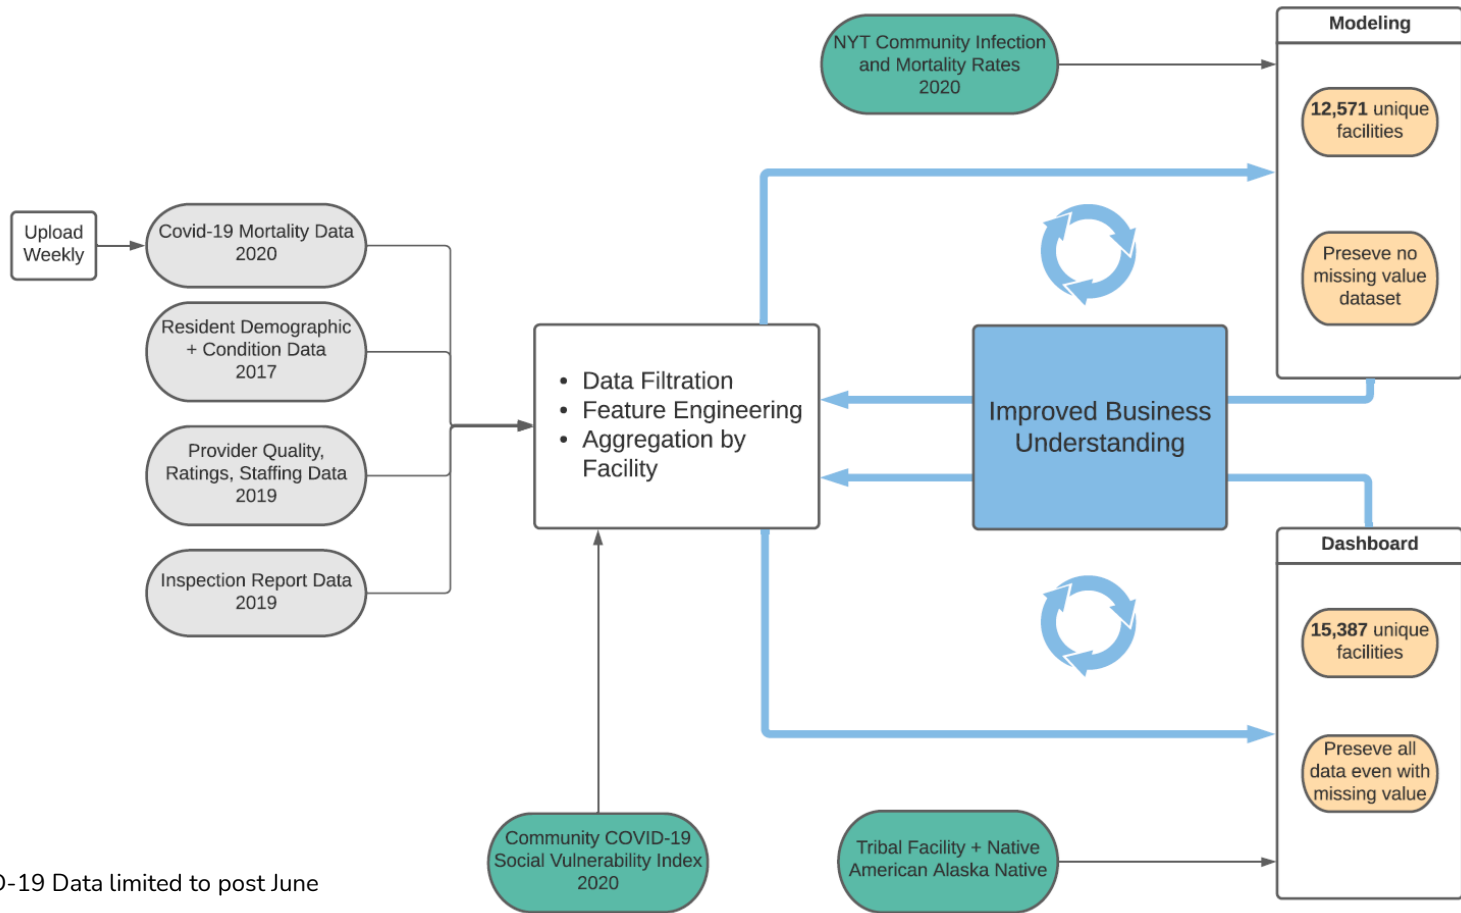 NYT Community Infection
and Mortality Rates
2020
Modeling
12,571 unique
facilities
Preseve no
missing value
dataset
Upload
Weekly
Covid-19 Mortality Data
2020
Resident Demographic
+ Condition Data
2017
Provider Quality,
Ratings, Staffing Data
2019
Inspection Report Data
2019
• Data Filtration
• Feature Engineering
• Aggregation by
Facility
Improved Business
Understanding
Dashboard
15,387 unique
facilities
Preseve all
data even with
missing value
Community COVID-19
Social Vulnerability Index
2020
Tribal Facility + Native
American Alaska Native
D-19 Data limited to post June